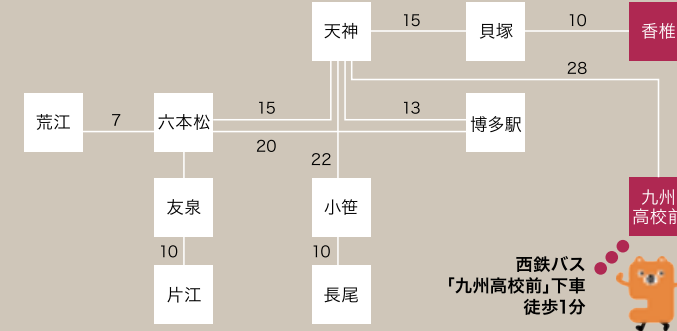 天神
15
貝塚
10
香椎
28
荒江
7
六本松
15
13
博多駅
20
22
友泉
小笹
九州
高校前
10
10
片江
長尾
西鉄バス
「九州高校前」下車
徒歩1分